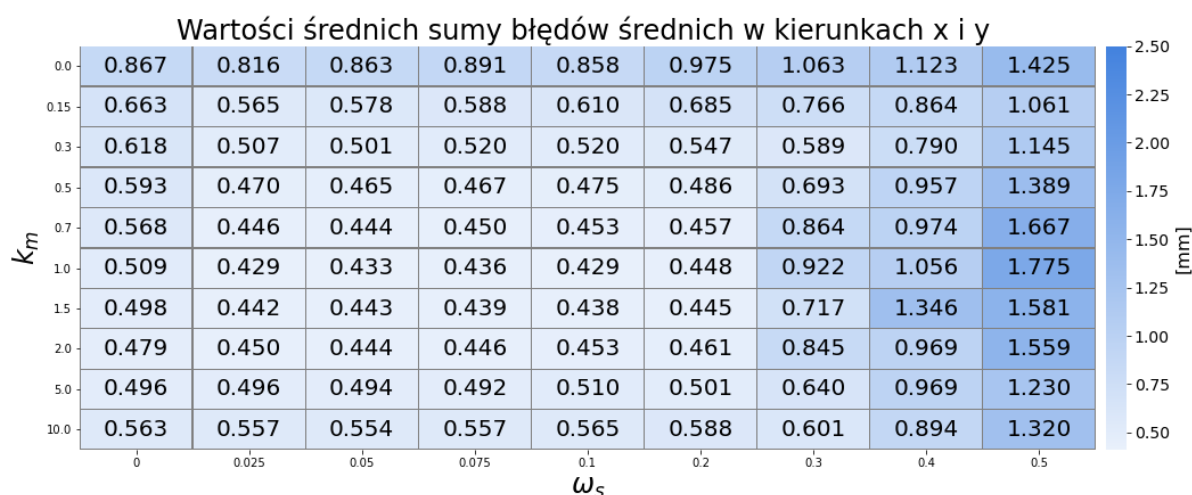 Wartości średnich sumy błędów średnich w kierunkach x i y
0.0 0.867 0.816 0.863 0.891 0.858 0.975 1.063 1.123 1.425
0.15 0.663 0.565 0.578 0.588 0.610 0.685 0.766 0.864 1.061
0.3 0.618 0.507 0.501 0.520 0.520 0.547 0.589 0.790 1.145
0.5 0.593 0.470 0.465 0.467 0.475 0.486 0.693 0.957 1.389
0.7 0.568 0.446 0.444 0.450 0.453 0.457 0.864 0.974 1.667
1.0 0.509 0.429 0.433 0.436 0.429 0.448 0.922 1.056 1.775
1.5 0.498 0.442 0.443 0.439 0.438 0.445 0.717 1.346 1.581
2.0 0.479 0.450 0.444 0.446 0.453 0.461 0.845 0.969 1.559
5.0 0.496 0.496 0.494 0.492 0.510 0.501 0.640 0.969 1.230
10.0 0.563 0.557 0.554 0.557 0.565 0.588 0.601 0.894 1.320
0 0.025 0.05 0.075 0.1 0.2 0.3 0.4 0.5
k_m
ω_s
2.50
2.25
2.00
1.75
1.50
1.25
1.00
0.75
0.50
[mm]